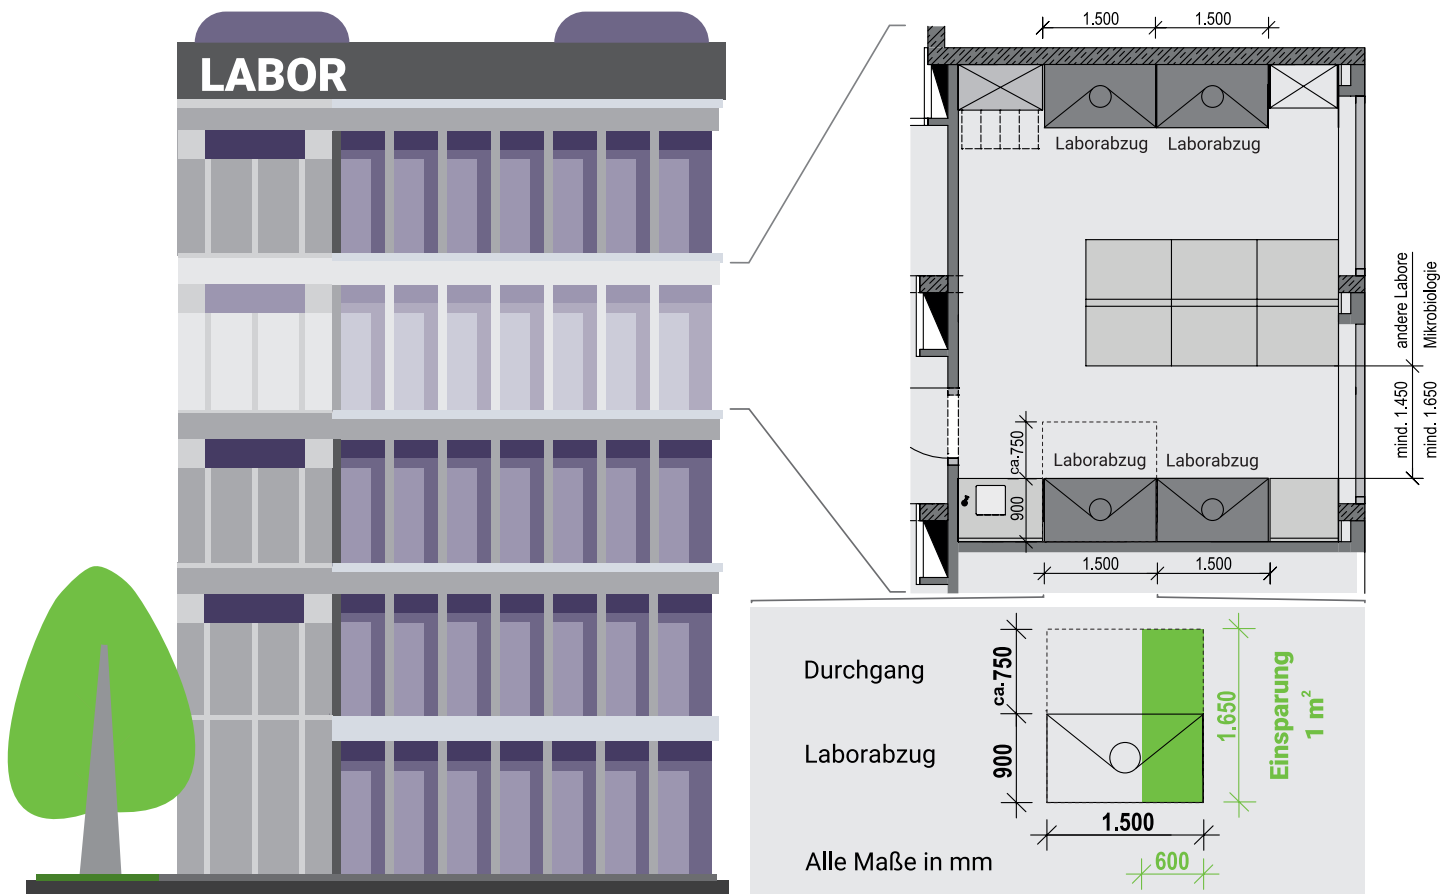 LABOR
1.500
1.500
Laborabzug
Laborabzug
andere Labore
Mikrobiologie
mind. 1.450
mind. 1.650
ca.750
900
Laborabzug
Laborabzug
1.500
1.500
Durchgang
ca.750
Laborabzug
900
1.650
Einsparung
1 m²
1.500
Alle Maße in mm
600